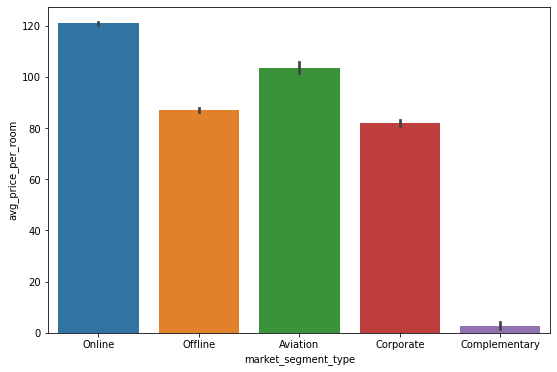 120
100
80
60
40
20
0
avg_price_per_room
Online Offline Aviation Corporate Complementary
market_segment_type